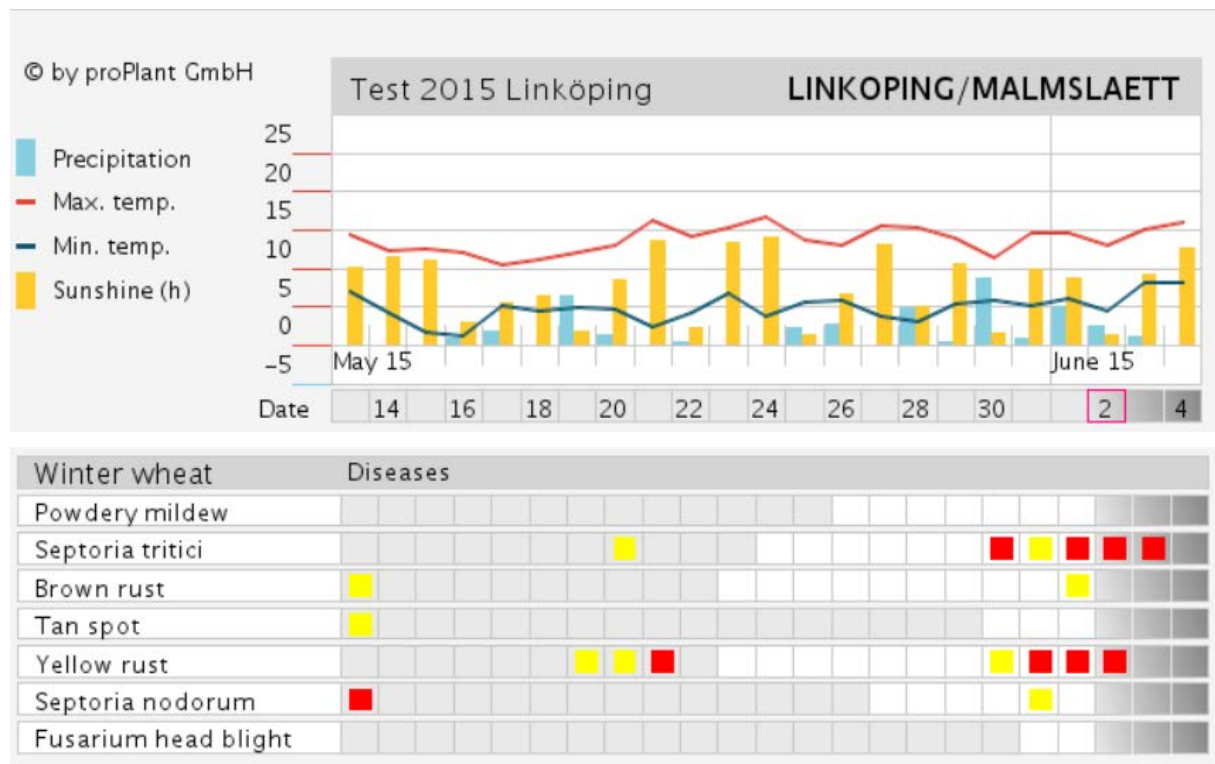 © by proPlant GmbH
Test 2015 Linköping LINKOPING/MALMSLAETT
Precipitation
Max. temp.
Min. temp.
Sunshine (h)
25
20
15
10
5
0
-5
May 15 June 15
Date 14 16 18 20 22 24 26 28 30 2 4
Winter wheat Diseases
Powdery mildew
Septoria tritici
Brown rust
Tan spot
Yellow rust
Septoria nodorum
Fusarium head blight